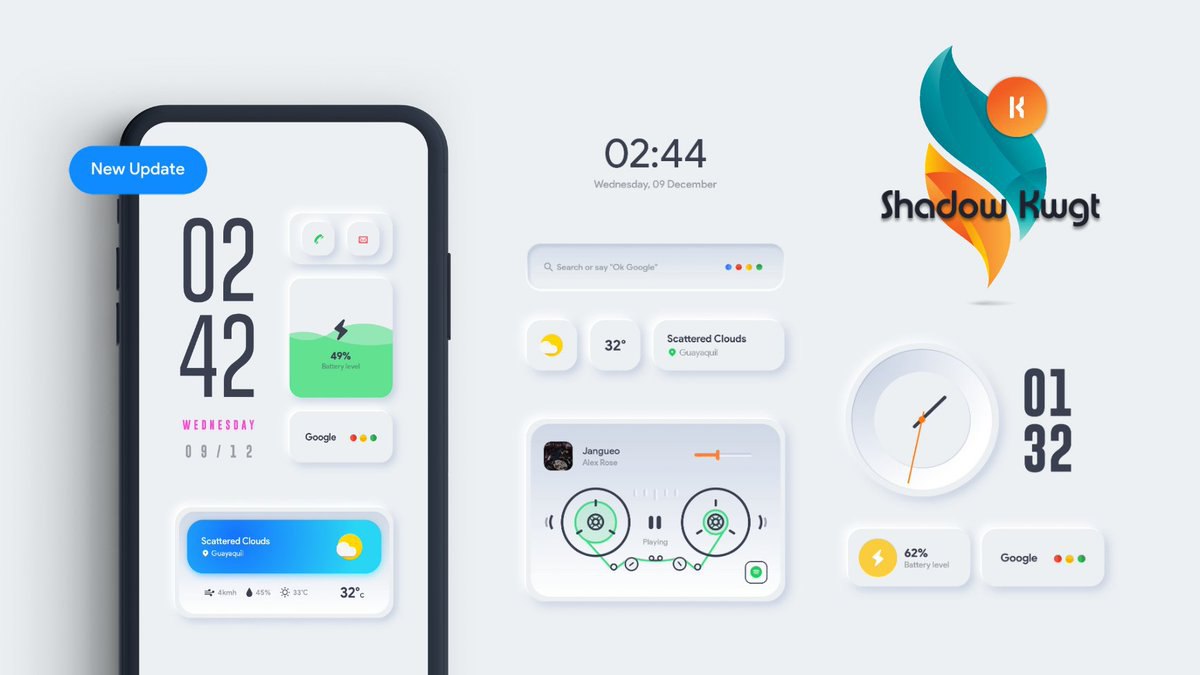 New Update
02
42
WEDNESDAY
09/12
49%
Battery level
Google
Scattered Clouds
Guayaquil
4kmh
45%
33°C
32°c
02:44
Wednesday, 09 December
Search or say "Ok Google"
32°
Scattered Clouds
Guayaquil
Jangueo
Alex Rose
Playing
K
Shadow Kwgt
01
32
62%
Battery level
Google